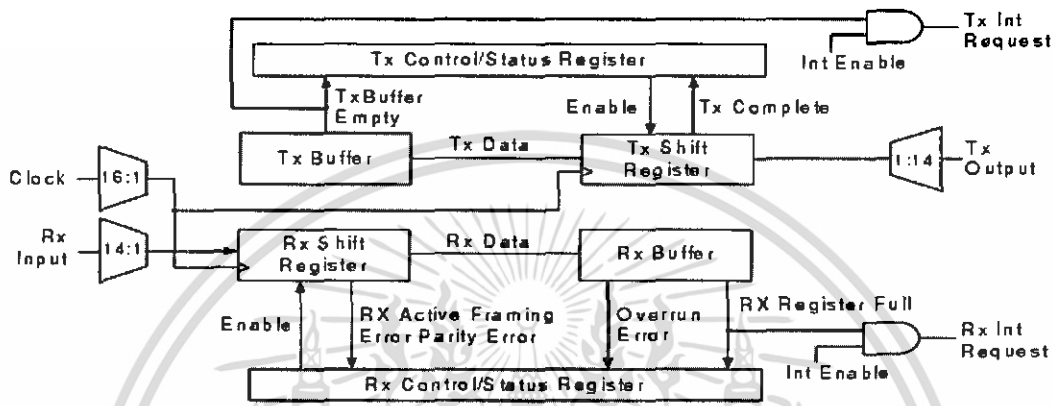 Tx Int
Request
Int Enable
Tx Control/Status Register
TxBuffer
Empty
Enable
Tx Complete
Tx Buffer
Tx Data
Tx Shift
Register
1:14
Tx
Output
Clock
16:1
Rx
Input
14:1
Rx Shift
Register
Rx Data
Rx Buffer
Enable
RX Active Framing
Error Parity Error
Overrun
Error
RX Register Full
Rx Int
Request
Int Enable
Rx Control/Status Register